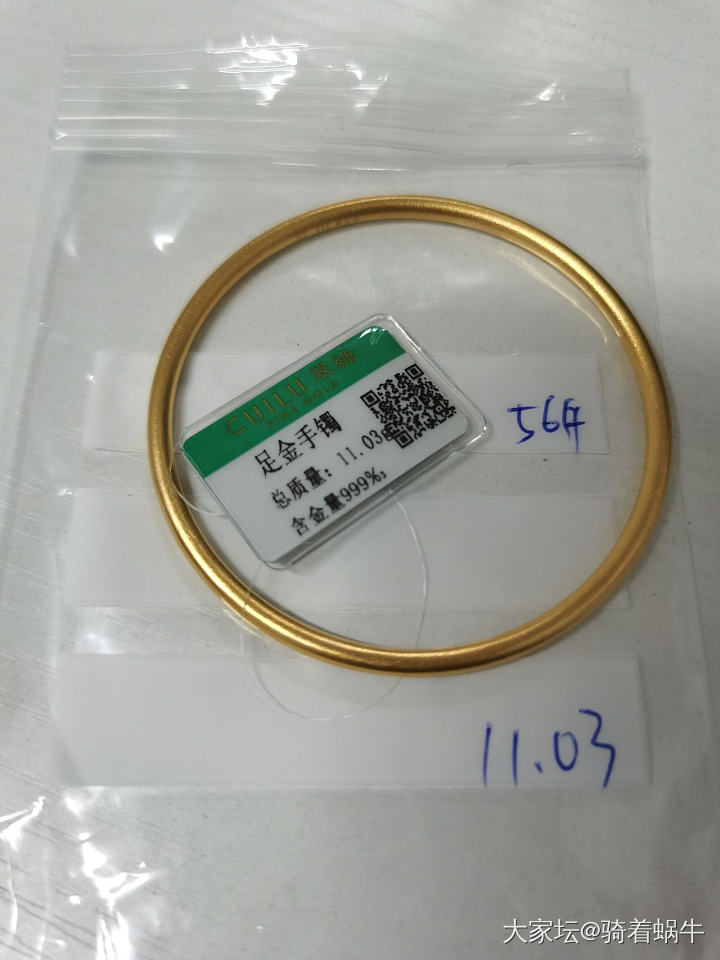 CUILU 翠绿
FINE GOLD
足金手镯
总质量：11.03
含金量999‰
56#
11.03
大家坛@骑着蜗牛